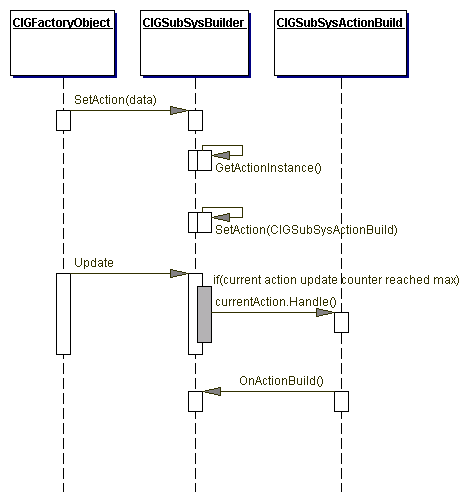 CIGFactoryObject
CIGSubSysBuilder
CIGSubSysActionBuild
SetAction(data)
GetActionInstance()
SetAction(CIGSubSysActionBuild)
Update
if(current action update counter reached max)
currentAction.Handle()
OnActionBuild()